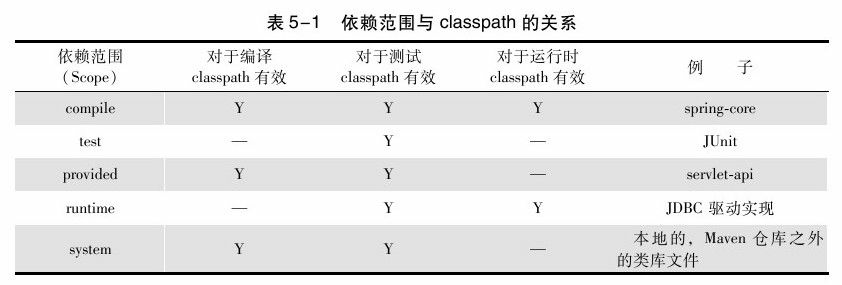 表 5-1 依赖范围与 classpath 的关系
依赖范围 对于编译 对于测试 对于运行时 例 子
(Scope) classpath 有效 classpath 有效 classpath 有效
compile Y Y Y spring-core
test — Y — JUnit
provided Y Y — servlet-api
runtime — Y Y JDBC 驱动实现
system Y Y — 本地的，Maven 仓库之外
的类库文件